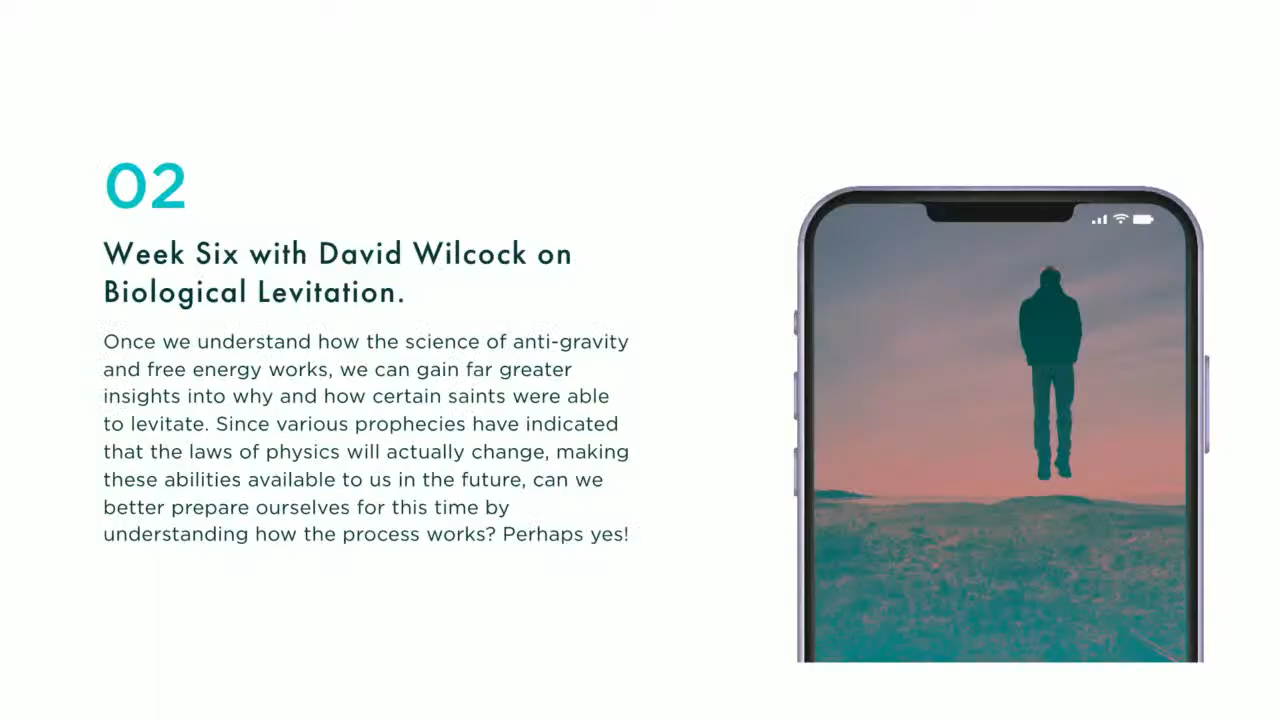 02
Week Six with David Wilcock on
Biological Levitation.
Once we understand how the science of anti-gravity
and free energy works, we can gain far greater
insights into why and how certain saints were able
to levitate. Since various prophecies have indicated
that the laws of physics will actually change, making
these abilities available to us in the future, can we
better prepare ourselves for this time by
understanding how the process works? Perhaps yes!